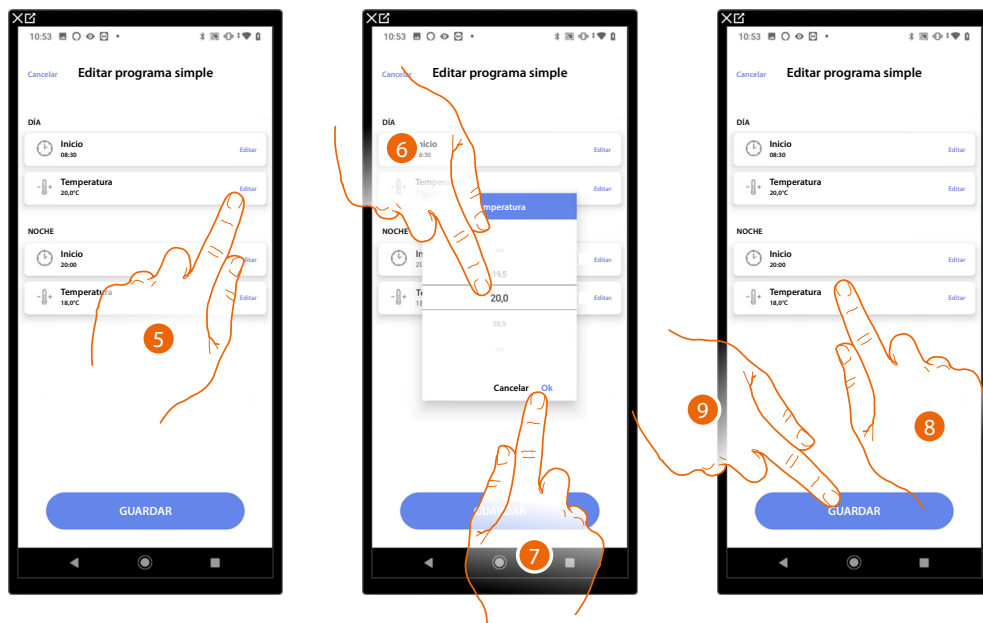 10:53
Cancelar Editar programa simple
DÍA
Inicio
08:30
Editar
Temperatura
20,0°C
Editar
NOCHE
Inicio
20:00
Editar
Temperatura
18,0°C
Editar
5
GUARDAR
10:53
Cancelar Editar programa simple
DÍA
6
Editar
Editar
NOCHE
19,5
20,0
20,5
Editar
Editar
Cancelar Ok
GUARDAR
7
10:53
Cancelar Editar programa simple
DÍA
Inicio
08:30
Editar
Temperatura
20,0°C
Editar
NOCHE
Inicio
20:00
Editar
Temperatura
18,0°C
Editar
9
8
GUARDAR